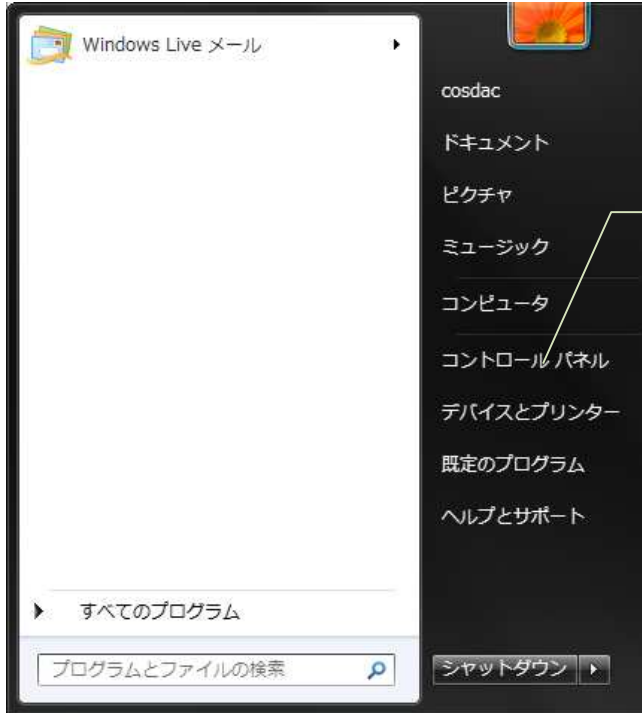 Windows Live メール
cosdac
ドキュメント
ピクチャ
ミュージック
コンピュータ
コントロール パネル
デバイスとプリンター
既定のプログラム
ヘルプとサポート
すべてのプログラム
プログラムとファイルの検索
シャットダウン